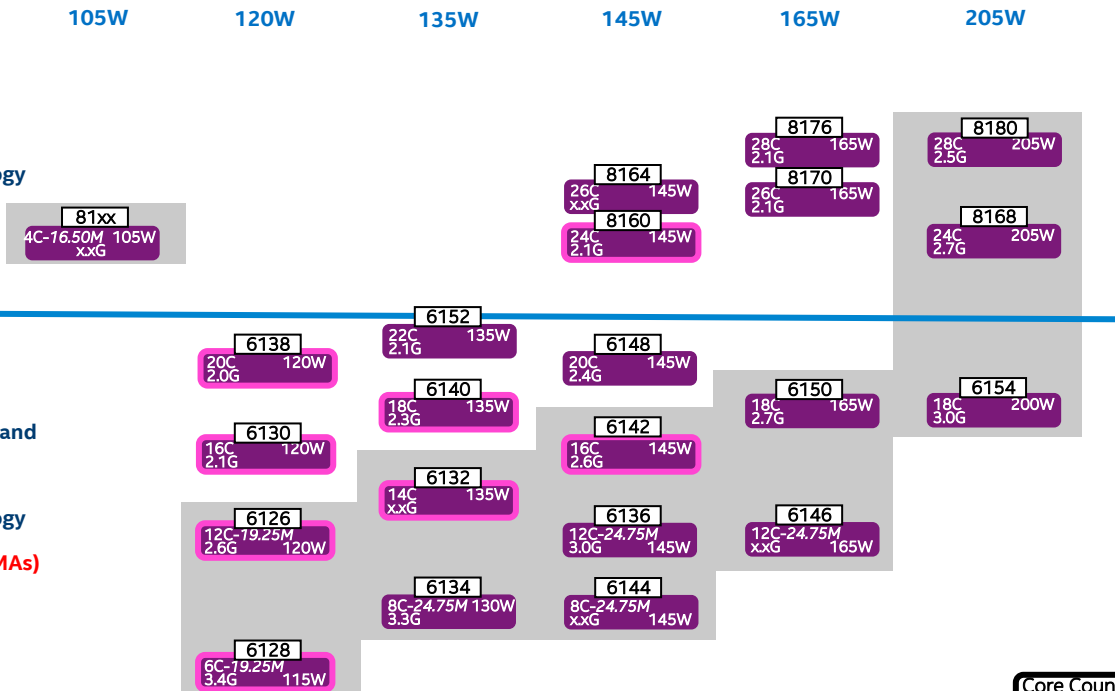 105W 120W 135W 145W 165W 205W
8176
28C 165W
2.1G
8180
28C 205W
2.5G
ogy
8164
26C 145W
x.xG
8170
26C 165W
2.1G
81xx
4C-16.50M 105W
x.xG
8160
24C 145W
2.1G
8168
24C 205W
2.7G
6152
22C 135W
2.1G
6138
20C 120W
2.0G
6148
20C 145W
2.4G
6140
18C 135W
2.3G
6150
18C 165W
2.7G
6154
18C 200W
3.0G
and
6130
16C 120W
2.1G
6142
16C 145W
2.6G
6132
14C 135W
x.xG
ogy
6126
12C-19.25M
2.6G 120W
6136
12C-24.75M
3.0G 145W
6146
12C-24.75M
x.xG 165W
MAs)
6134
8C-24.75M 130W
3.3G
6144
8C-24.75M
x.xG 145W
6128
6C-19.25M
3.4G 115W
Core Coun